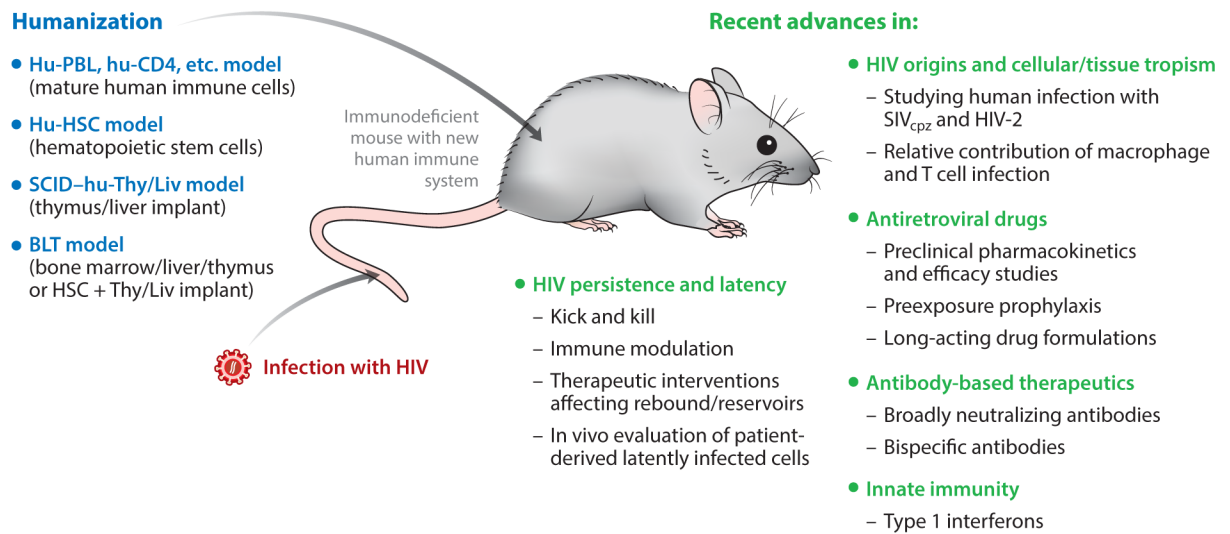 Humanization
• Hu-PBL, hu-CD4, etc. model
(mature human immune cells)
• Hu-HSC model
(hematopoietic stem cells)
• SCID–hu-Thy/Liv model
(thymus/liver implant)
• BLT model
(bone marrow/liver/thymus
or HSC + Thy/Liv implant)
Immunodeficient
mouse with new
human immune
system
Infection with HIV
Recent advances in:
• HIV persistence and latency
– Kick and kill
– Immune modulation
– Therapeutic interventions
affecting rebound/reservoirs
– In vivo evaluation of patient-
derived latently infected cells
• HIV origins and cellular/tissue tropism
– Studying human infection with
SIVcpz and HIV-2
– Relative contribution of macrophage
and T cell infection
• Antiretroviral drugs
– Preclinical pharmacokinetics
and efficacy studies
– Preexposure prophylaxis
– Long-acting drug formulations
• Antibody-based therapeutics
– Broadly neutralizing antibodies
– Bispecific antibodies
• Innate immunity
– Type 1 interferons